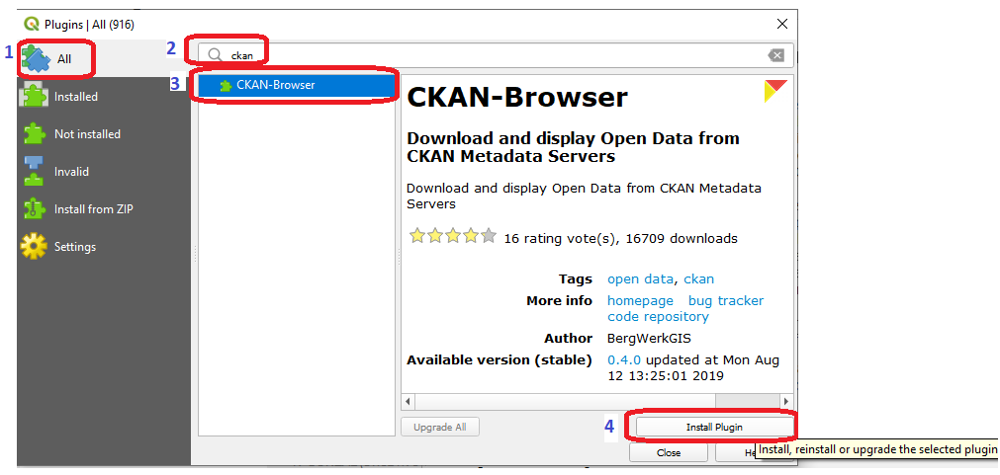 Plugins | All (916)
1 All
2 ckan
Installed
Not installed
Invalid
Install from ZIP
Settings
3 CKAN-Browser
CKAN-Browser
Download and display Open Data from
CKAN Metadata Servers
Download and display Open Data from CKAN Metadata
Servers
16 rating vote(s), 16709 downloads
Tags open data, ckan
More info homepage bug tracker
code repository
Author BergWerkGIS
Available version (stable) 0.4.0 updated at Mon Aug
12 13:25:01 2019
Upgrade All
4 Install Plugin
Close
Install, reinstall or upgrade the selected plugin